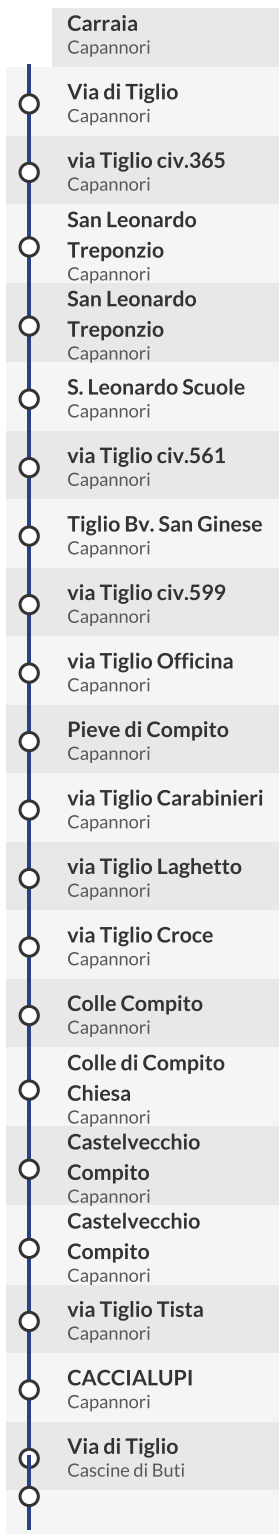 Carraia
Capannori
Via di Tiglio
Capannori
via Tiglio civ.365
Capannori
San Leonardo
Treponzio
Capannori
San Leonardo
Treponzio
Capannori
S. Leonardo Scuole
Capannori
via Tiglio civ.561
Capannori
Tiglio Bv. San Ginese
Capannori
via Tiglio civ.599
Capannori
via Tiglio Officina
Capannori
Pieve di Compito
Capannori
via Tiglio Carabinieri
Capannori
via Tiglio Laghetto
Capannori
via Tiglio Croce
Capannori
Colle Compito
Capannori
Colle di Compito
Chiesa
Capannori
Castelvecchio
Compito
Capannori
Castelvecchio
Compito
Capannori
via Tiglio Tista
Capannori
CACCIALUPI
Capannori
Via di Tiglio
Cascine di Buti